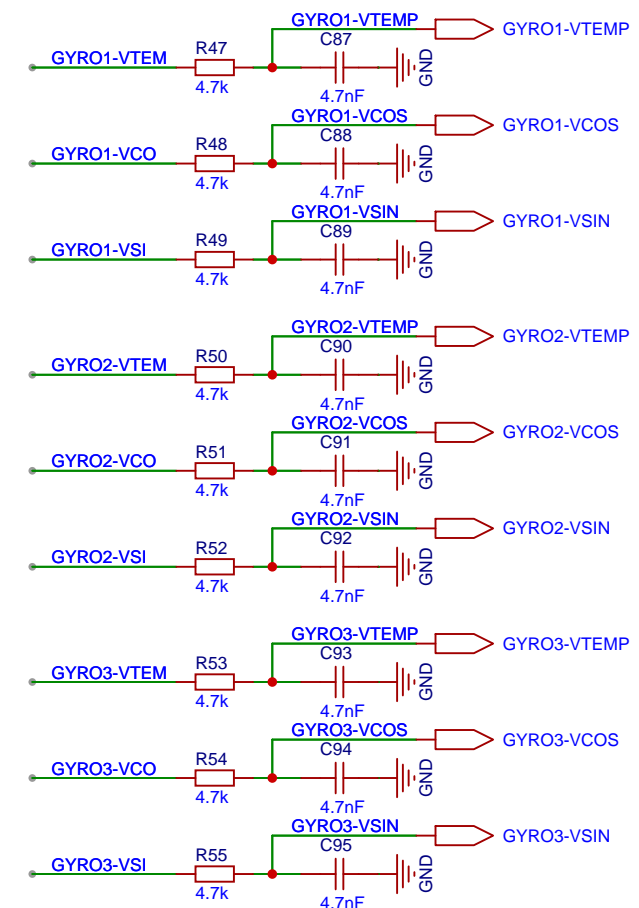 GYRO1-VTEMP
GYRO1-VTEMP
R47
C87
GYRO1-VTEM
4.7k
4.7nF
GND
GYRO1-VCOS
GYRO1-VCOS
R48
C88
GYRO1-VCO
4.7k
4.7nF
GND
GYRO1-VSIN
GYRO1-VSIN
R49
C89
GYRO1-VSI
4.7k
4.7nF
GND
GYRO2-VTEMP
GYRO2-VTEMP
R50
C90
GYRO2-VTEM
4.7k
4.7nF
GND
GYRO2-VCOS
GYRO2-VCOS
R51
C91
GYRO2-VCO
4.7k
4.7nF
GND
GYRO2-VSIN
GYRO2-VSIN
R52
C92
GYRO2-VSI
4.7k
4.7nF
GND
GYRO3-VTEMP
GYRO3-VTEMP
R53
C93
GYRO3-VTEM
4.7k
4.7nF
GND
GYRO3-VCOS
GYRO3-VCOS
R54
C94
GYRO3-VCO
4.7k
4.7nF
GND
GYRO3-VSIN
GYRO3-VSIN
R55
C95
GYRO3-VSI
4.7k
4.7nF
GND